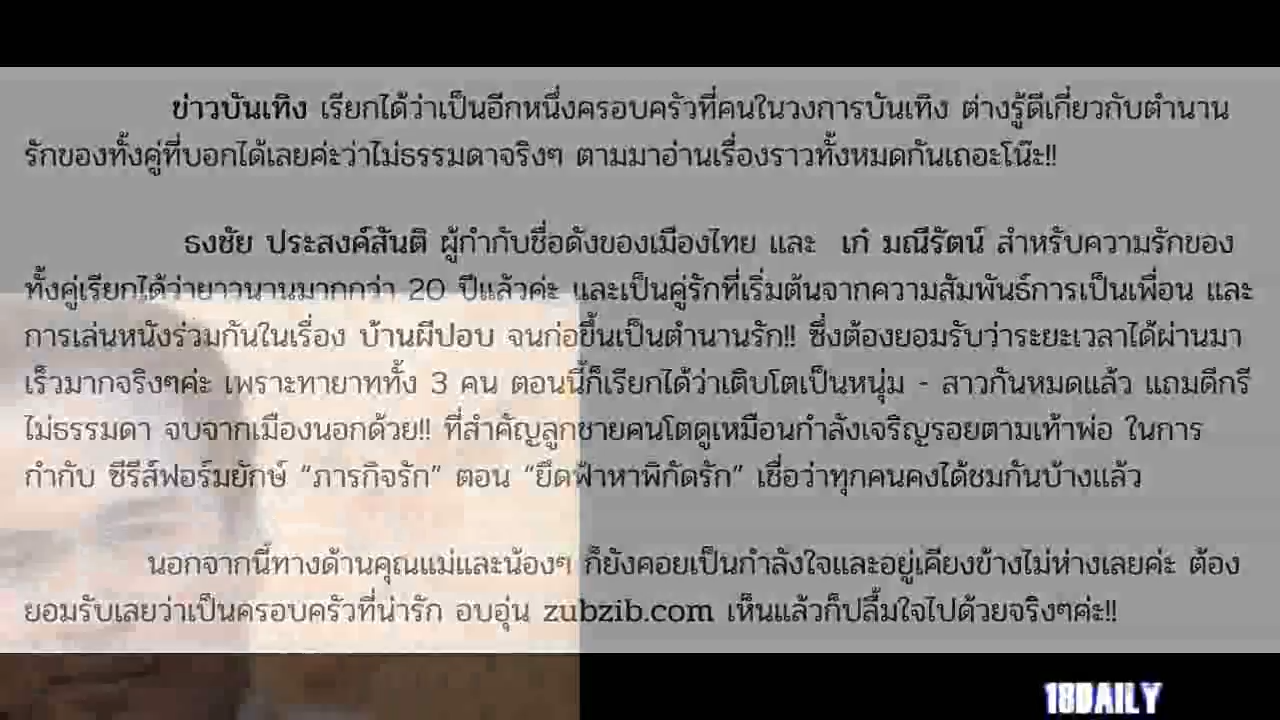 ข่าวบันเทิง เรียกได้ว่าเป็นอีกหนึ่งครอบครัวที่คนในวงการบันเทิง ต่างรู้ดีเกี่ยวกับตำนาน
รักของทั้งคู่ที่บอกได้เลยค่ะว่าไม่ธรรมดาจริงๆ ตามมาอ่านเรื่องราวทั้งหมดกันเถอะโน๊ะ!!
ธงชัย ประสงค์สันติ ผู้กำกับชื่อดังของเมืองไทย และ เก๋ มณีรัตน์ สำหรับความรักของ
ทั้งคู่เรียกได้ว่ายาวนานมากกว่า 20 ปีแล้วค่ะ และเป็นคู่รักที่เริ่มต้นจากความสัมพันธ์การเป็นเพื่อน และ
การเล่นหนังร่วมกันในเรื่อง บ้านผีปอบ จนก่อขึ้นเป็นตำนานรัก!! ซึ่งต้องยอมรับว่าระยะเวลาได้ผ่านมา
เร็วมากจริงๆค่ะ เพราะทายาททั้ง 3 คน ตอนนี้ก็เรียกได้ว่าเติบโตเป็นหนุ่ม - สาวกันหมดแล้ว แถมดีกรี
ไม่ธรรมดา จบจากเมืองนอกด้วย!! ที่สำคัญลูกชายคนโตดูเหมือนกำลังเจริญรอยตามเท้าพ่อ ในการ
กำกับ ซีรีส์ฟอร์มยักษ์ “ภารกิจรัก” ตอน “ยึดฟ้าหาพิกัดรัก” เชื่อว่าทุกคนคงได้ชมกันบ้างแล้ว
นอกจากนี้ทางด้านคุณแม่และน้องๆ ก็ยังคอยเป็นกำลังใจและอยู่เคียงข้างไม่ห่างเลยค่ะ ต้อง
ยอมรับเลยว่าเป็นครอบครัวที่น่ารัก อบอุ่น zubzib.com เห็นแล้วก็ปลื้มใจไปด้วยจริงๆค่ะ!!
18DAILY